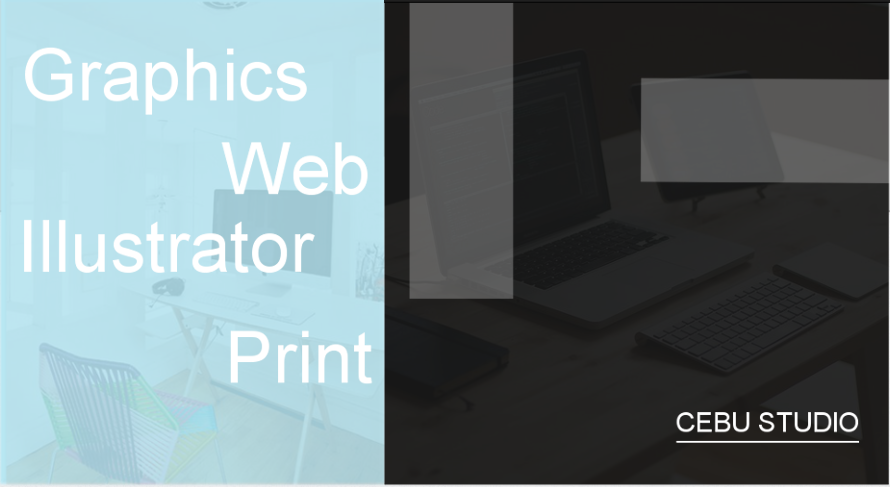 Graphics
Web
Illustrator
Print
CEBU STUDIO